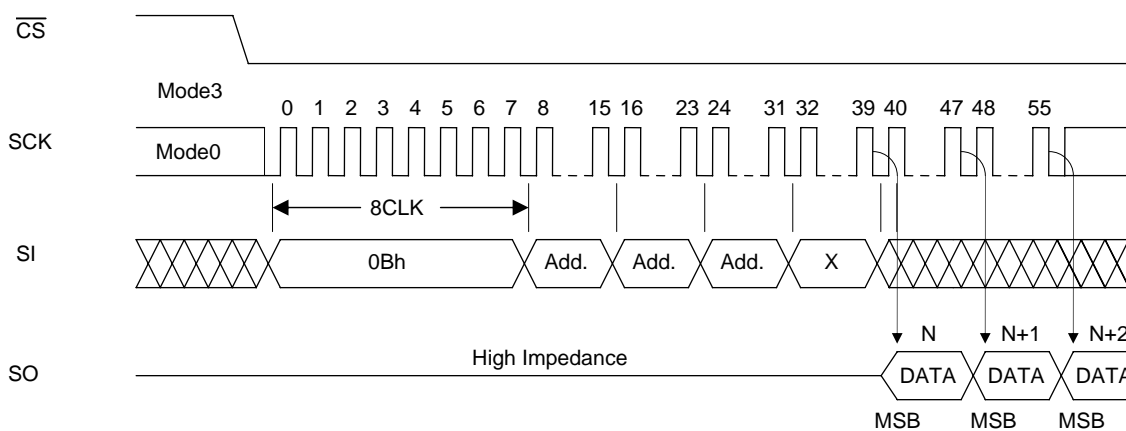 CS
Mode3
0 1 2 3 4 5 6 7 8 15 16 23 24 31 32 39 40 47 48 55
SCK
Mode0
8CLK
SI
0Bh Add. Add. Add. X
N N+1 N+2
High Impedance
SO
DATA DATA DATA
MSB MSB MSB